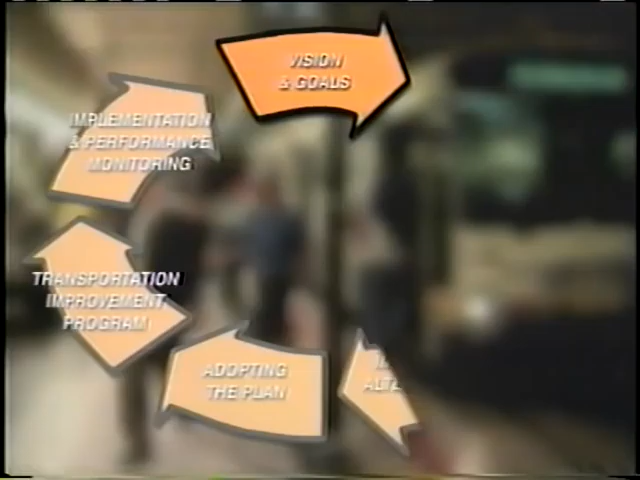 VISION
& GOALS
IMPLEMENTATION
& PERFORMANCE
MONITORING
TRANSPORTATION
IMPROVEMENT
PROGRAM
ADOPTING
THE PLAN